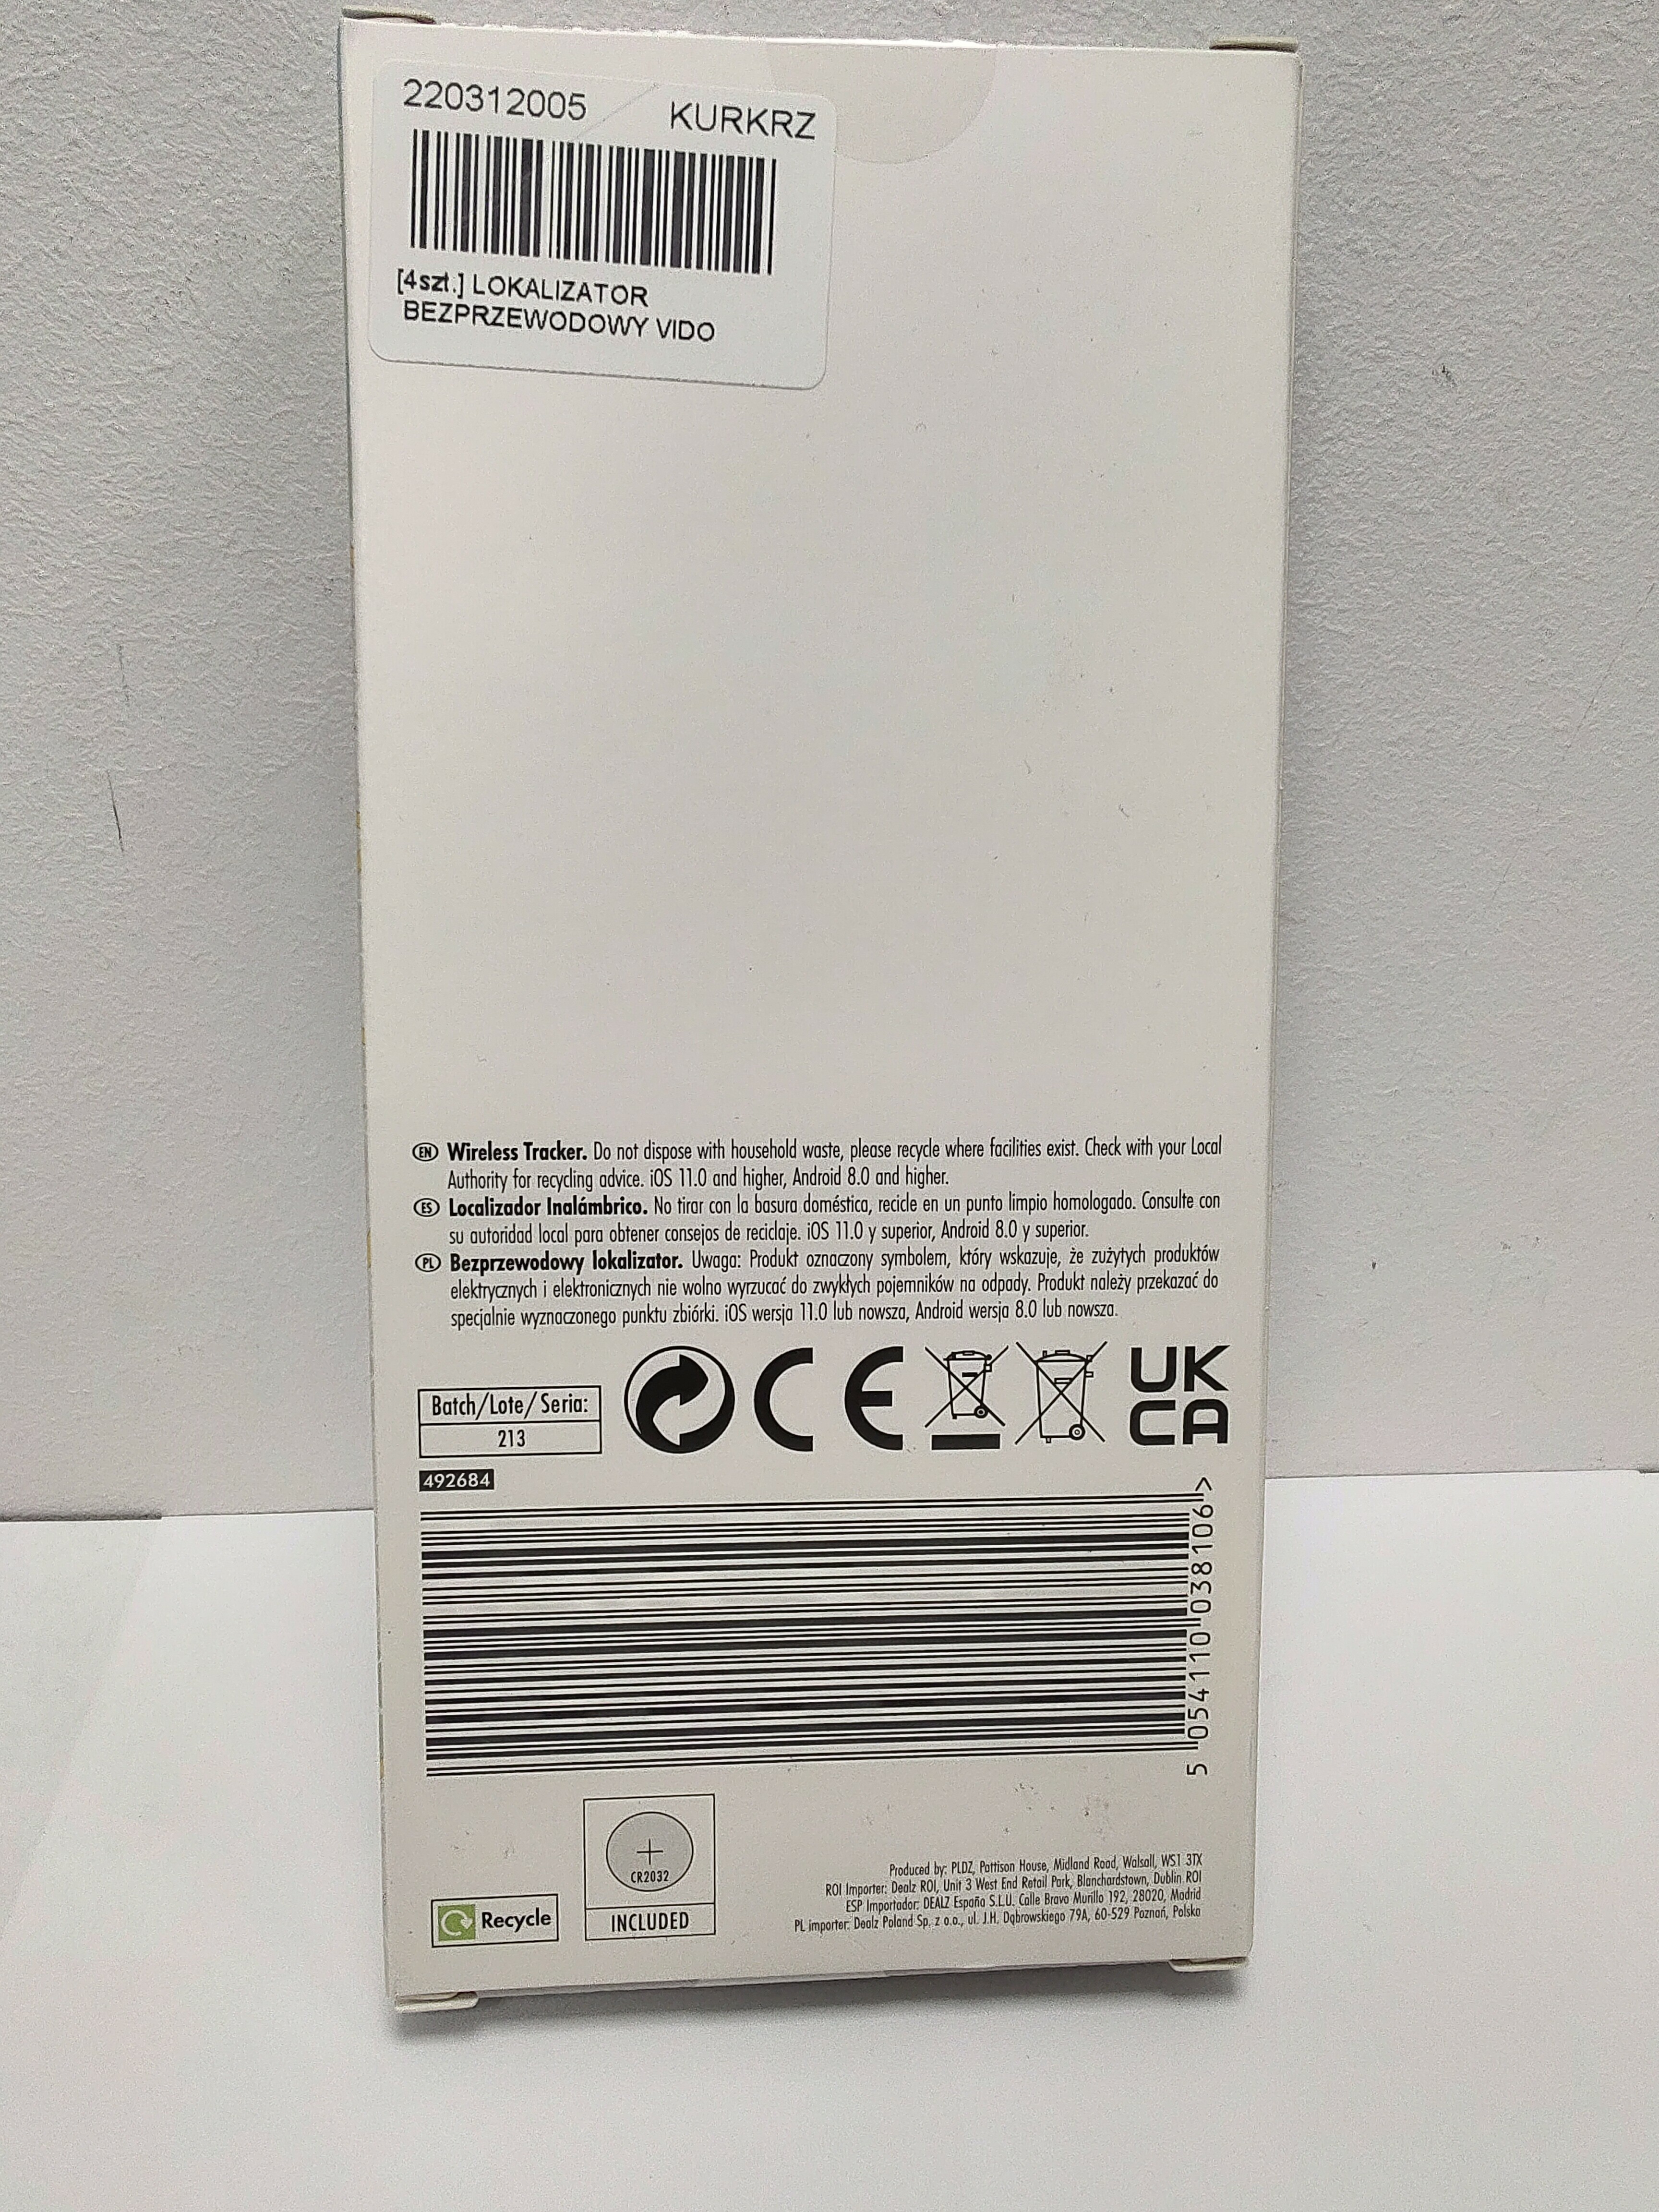 220312005 KURKRZ
[4szt.] LOKALIZATOR
BEZPRZEWODOWY VIDO
EN Wireless Tracker. Do not dispose with household waste, please recycle where facilities exist. Check with your Local
Authority for recycling advice. iOS 11.0 and higher, Android 8.0 and higher.
ES Localizador Inalámbrico. No tirar con la basura doméstica, recicle en un punto limpio homologado. Consulte con
su autoridad local para obtener consejos de reciclaje. iOS 11.0 y superior, Android 8.0 y superior.
PL Bezprzewodowy lokalizator. Uwaga: Produkt oznaczony symbolem, który wskazuje, że zużytych produktów
elektrycznych i elektronicznych nie wolno wyrzucać do zwykłych pojemników na odpady. Produkt należy przekazać do
specjalnie wyznaczonego punktu zbiórki. iOS wersja 11.0 lub nowsza, Android wersja 8.0 lub nowsza.
Batch/Lote/Seria:
213
CE
UK
CA
492684
5 054110 038106 >
CR2032
INCLUDED
Recycle
Produced by: PLDZ, Pattison House, Midland Road, Walsall, WS1 3TX
ROI Importer: Dealz ROI, Unit 3 West End Retail Park, Blanchardstown, Dublin ROI
ESP Importador: DEALZ España S.L.U. Calle Bravo Murillo 192, 28020, Madrid
PL importer: Dealz Poland Sp. z o.o., ul. J.H. Dąbrowskiego 79A, 60-529 Poznań, Polska